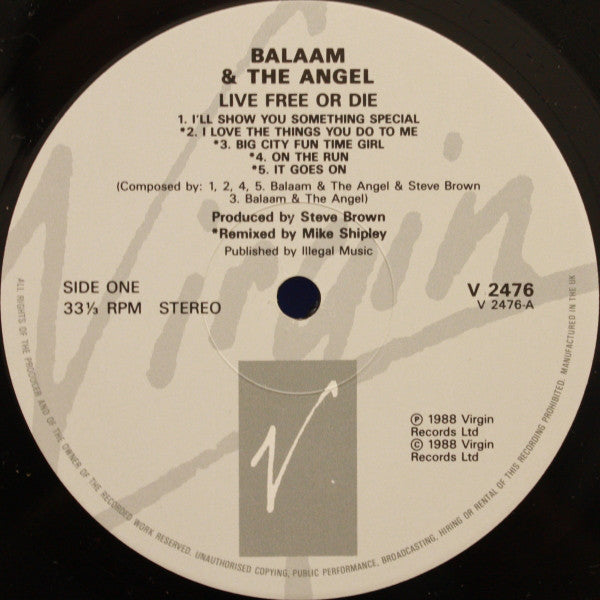 BALAAM
& THE ANGEL
LIVE FREE OR DIE
1. I'LL SHOW YOU SOMETHING SPECIAL
*2. I LOVE THE THINGS YOU DO TO ME
*3. BIG CITY FUN TIME GIRL
*4. ON THE RUN
*5. IT GOES ON
(Composed by: 1, 2, 4, 5. Balaam & The Angel & Steve Brown
3. Balaam & The Angel)
Produced by Steve Brown
*Remixed by Mike Shipley
Published by Illegal Music
SIDE ONE
33⅓ RPM STEREO
V 2476
V 2476-A
Virgin
V
Ⓟ 1988 Virgin
Records Ltd
© 1988 Virgin
Records Ltd
ALL RIGHTS OF THE PRODUCER AND OF THE OWNER OF THE RECORDED WORK RESERVED. UNAUTHORISED COPYING, PUBLIC PERFORMANCE, BROADCASTING, HIRING OR RENTAL OF THIS RECORDING PROHIBITED. MANUFACTURED IN THE UK